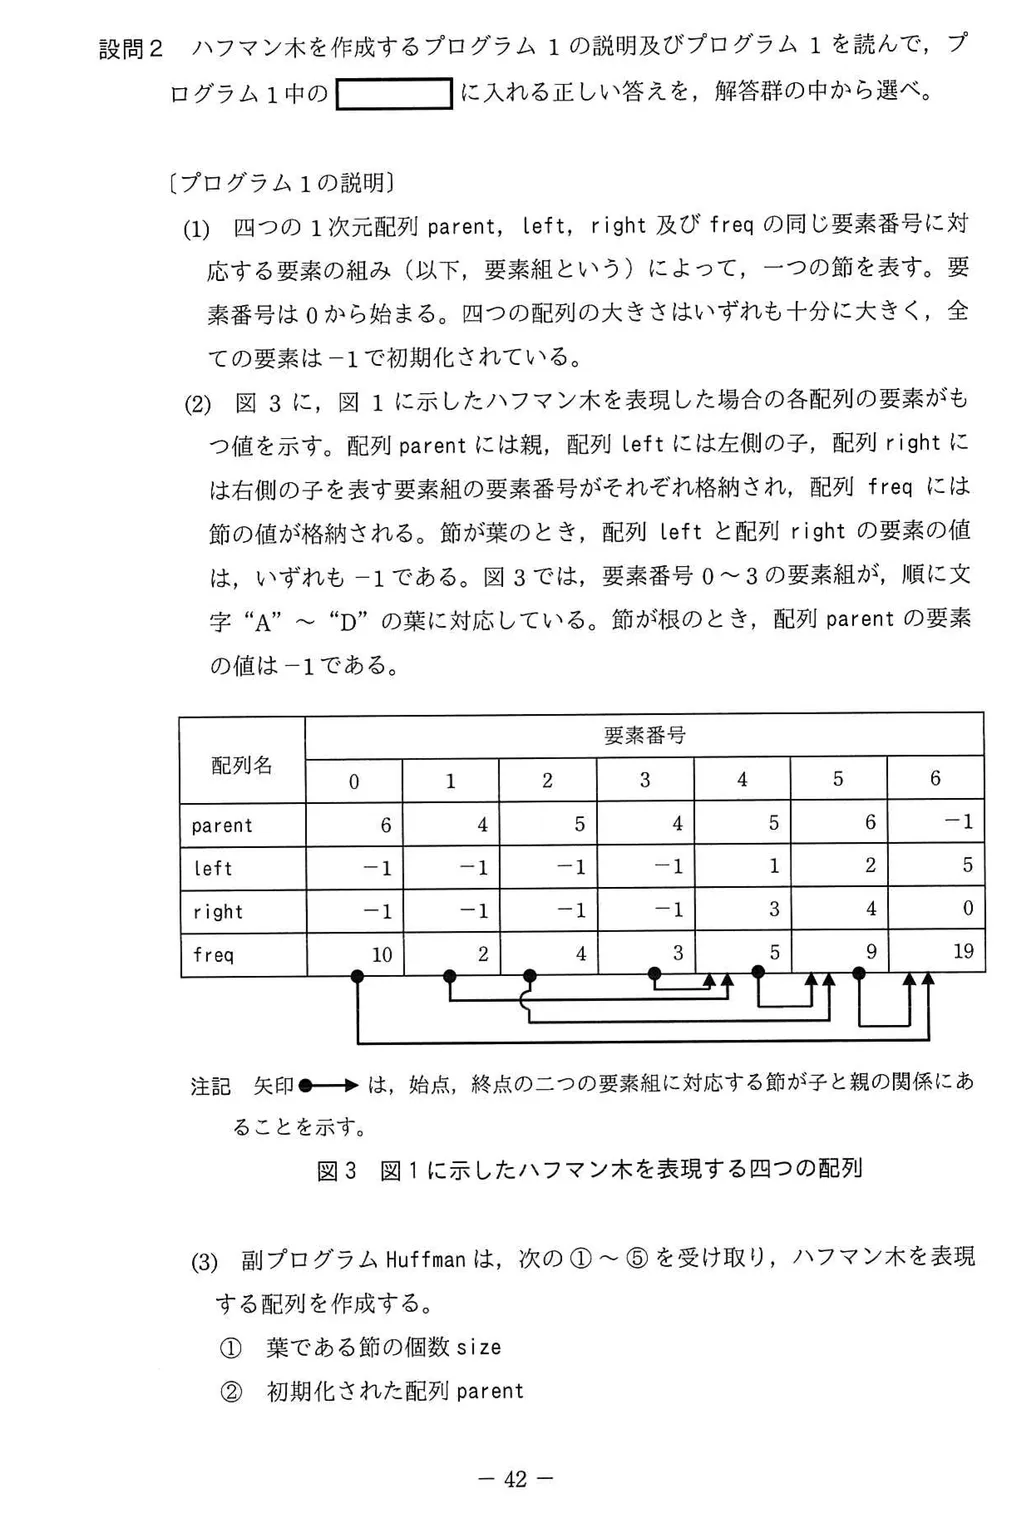 設問2　ハフマン木を作成するプログラム 1 の説明及びプログラム 1 を読んで，プ
ログラム 1 中の に入れる正しい答えを，解答群の中から選べ。
〔プログラム 1 の説明〕
(1)　四つの 1 次元配列 parent， left， right 及び freq の同じ要素番号に対
応する要素の組み（以下，要素組という）によって，一つの節を表す。要
素番号は 0 から始まる。四つの配列の大きさはいずれも十分に大きく，全
ての要素は －1 で初期化されている。
(2)　図 3 に，図 1 に示したハフマン木を表現した場合の各配列の要素がも
つ値を示す。配列 parent には親，配列 left には左側の子，配列 right に
は右側の子を表す要素組の要素番号がそれぞれ格納され，配列 freq には
節の値が格納される。節が葉のとき，配列 left と配列 right の要素の値
は，いずれも －1 である。図 3 では，要素番号 0 ～ 3 の要素組が，順に文
字 “A” ～ “D” の葉に対応している。節が根のとき，配列 parent の要素
の値は －1 である。
配列名 要素番号
0 1 2 3 4 5 6
parent 6 4 5 4 5 6 －1
left －1 －1 －1 －1 1 2 5
right －1 －1 －1 －1 3 4 0
freq 10 2 4 3 5 9 19
注記　矢印●→ は，始点，終点の二つの要素組に対応する節が子と親の関係にあ
ることを示す。
図 3　図 1 に示したハフマン木を表現する四つの配列
(3)　副プログラム Huffman は，次の ① ～ ⑤ を受け取り，ハフマン木を表現
する配列を作成する。
①　葉である節の個数 size
②　初期化された配列 parent
－ 42 －